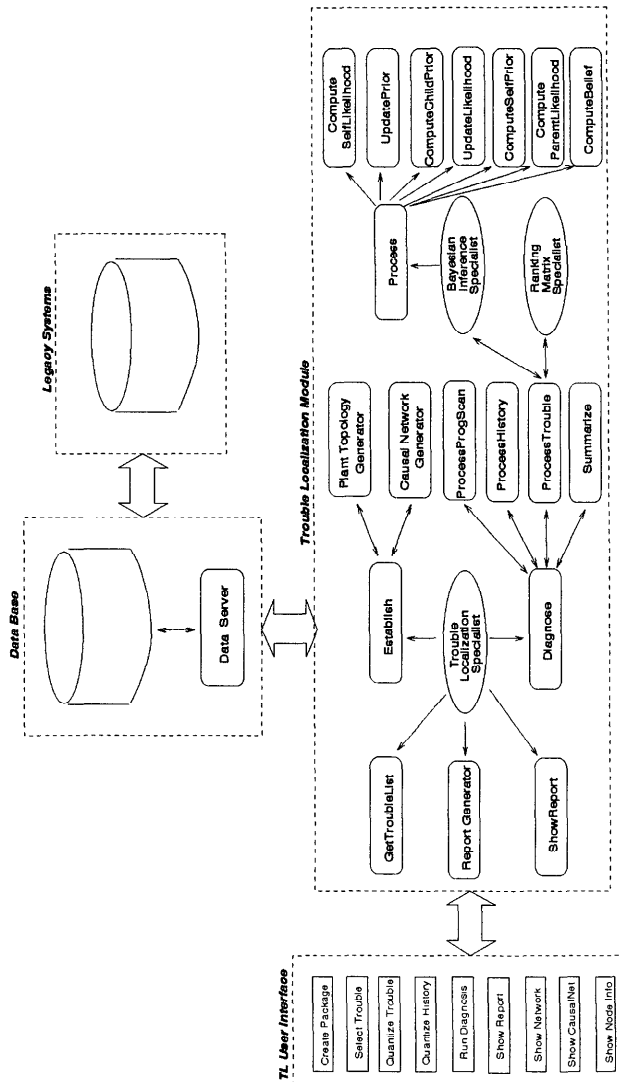 Legacy Systems
Data Base
Data Server
Trouble Localization Module
Compute
SelfLikelihood
UpdatePrior
ComputeChildPrior
UpdateLikelihood
ComputeSelfPrior
Compute
ParentLikelihood
ComputeBelief
Process
Bayesian
Inference
Specialist
Ranking
Matrix
Specialist
Plant Topology
Generator
Causal Network
Generator
ProcessProgScan
ProcessHistory
ProcessTrouble
Summarize
Establish
Trouble
Localization
Specialist
Diagnose
GetTroubleList
Report Generator
ShowReport
TL User Interface
Create Package
Select Trouble
Quantize Trouble
Quantize History
Run Diagnosis
Show Report
Show Network
Show CausalNet
Show Node Info